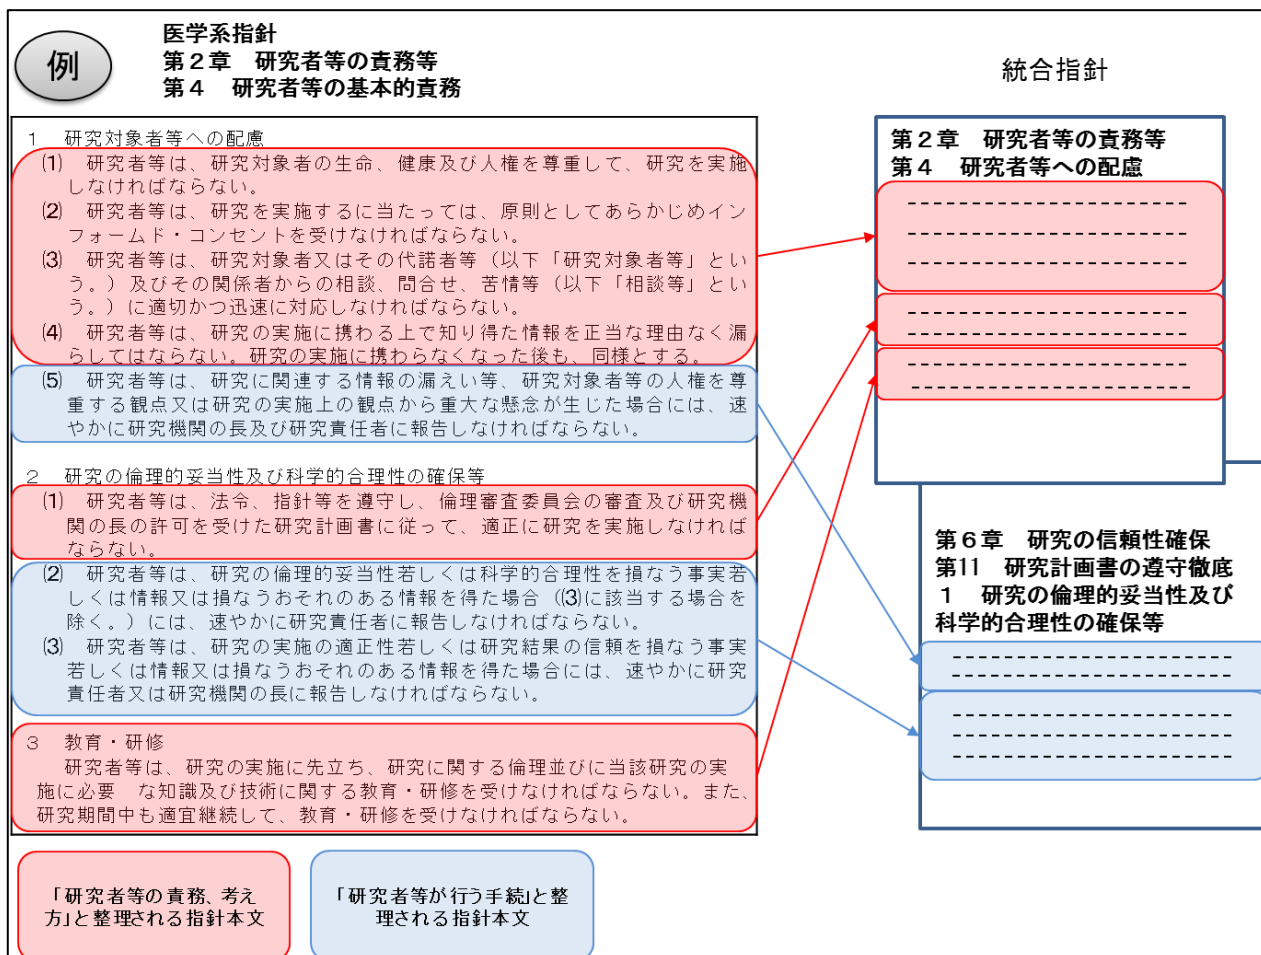 例
医学系指針
第２章　研究者等の責務等
第４　研究者等の基本的責務
統合指針
１　研究対象者等への配慮
⑴　研究者等は、研究対象者の生命、健康及び人権を尊重して、研究を実施
しなければならない。
⑵　研究者等は、研究を実施するに当たっては、原則としてあらかじめイン
フォームド・コンセントを受けなければならない。
⑶　研究者等は、研究対象者又はその代諾者等（以下「研究対象者等」とい
う。）及びその関係者からの相談、問合せ、苦情等（以下「相談等」とい
う。）に適切かつ迅速に対応しなければならない。
⑷　研究者等は、研究の実施に携わる上で知り得た情報を正当な理由なく漏
らしてはならない。研究の実施に携わらなくなった後も、同様とする。
⑸　研究者等は、研究に関連する情報の漏えい等、研究対象者等の人権を尊
重する観点又は研究の実施上の観点から重大な懸念が生じた場合には、速
やかに研究機関の長及び研究責任者に報告しなければならない。
２　研究の倫理的妥当性及び科学的合理性の確保等
⑴　研究者等は、法令、指針等を遵守し、倫理審査委員会の審査及び研究機
関の長の許可を受けた研究計画書に従って、適正に研究を実施しなければ
ならない。
⑵　研究者等は、研究の倫理的妥当性若しくは科学的合理性を損なう事実若
しくは情報又は損なうおそれのある情報を得た場合（⑶に該当する場合を
除く。）には、速やかに研究責任者に報告しなければならない。
⑶　研究者等は、研究の実施の適正性若しくは研究結果の信頼を損なう事実
若しくは情報又は損なうおそれのある情報を得た場合には、速やかに研究
責任者又は研究機関の長に報告しなければならない。
３　教育・研修
研究者等は、研究の実施に先立ち、研究に関する倫理並びに当該研究の実
施に必要　な知識及び技術に関する教育・研修を受けなければならない。また、
研究期間中も適宜継続して、教育・研修を受けなければならない。
第２章　研究者等の責務等
第４　研究者等への配慮
第６章　研究の信頼性確保
第11　研究計画書の遵守徹底
１　研究の倫理的妥当性及び
科学的合理性の確保等
「研究者等の責務、考え
方」と整理される指針本文
「研究者等が行う手続」と整
理される指針本文